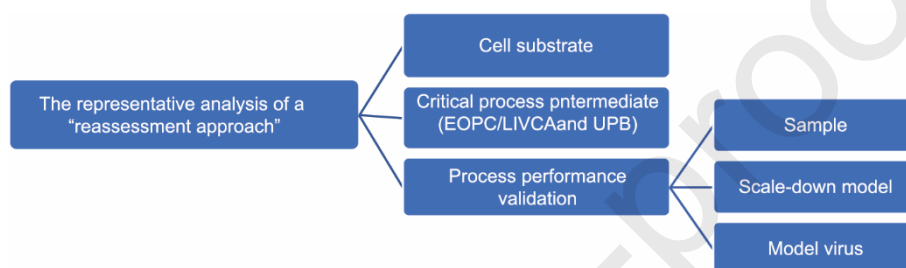 Cell substrate
The representative analysis of a
“reassessment approach”
Critical process pntermediate
(EOPC/LIVCAand UPB)
Process performance
validation
Sample
Scale-down model
Model virus
-proo